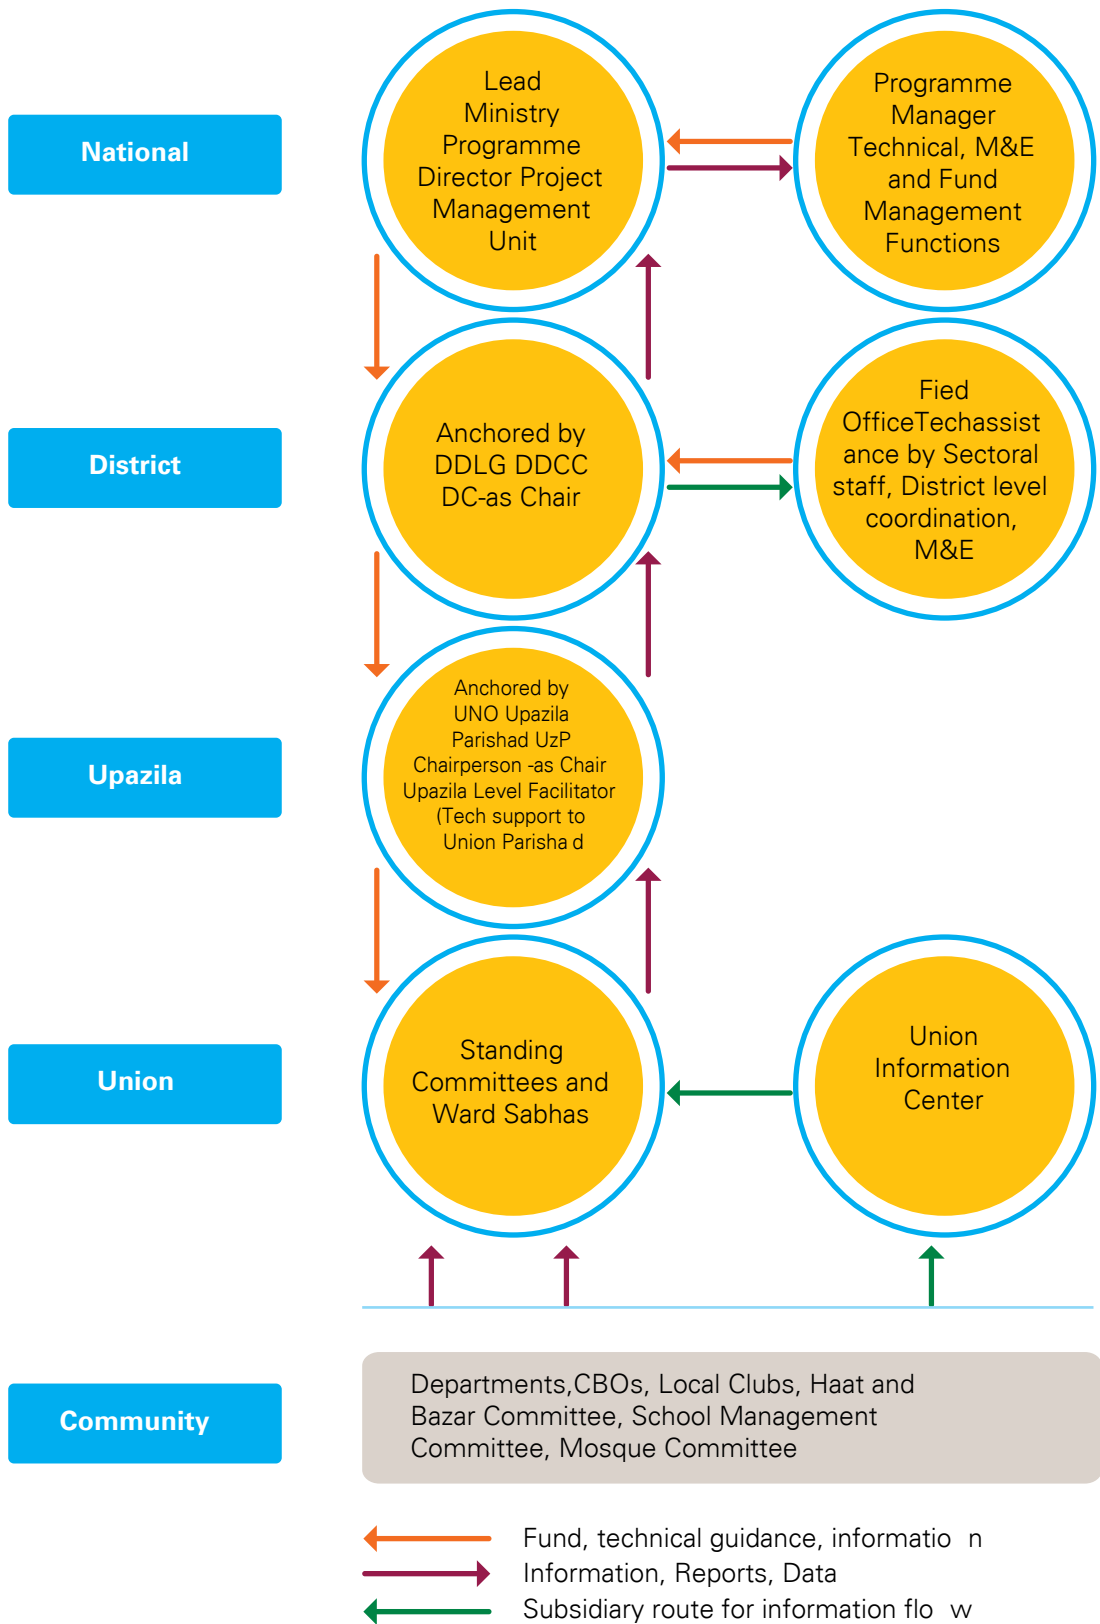 National
Lead
Ministry
Programme
Director Project
Management
Unit
Programme
Manager
Technical, M&E
and Fund
Management
Functions
District
Anchored by
DDLG DDCC
DC-as Chair
Fied
OfficeTechassist
ance by Sectoral
staff, District level
coordination,
M&E
Upazila
Anchored by
UNO Upazila
Parishad UzP
Chairperson -as Chair
Upazila Level Facilitator
(Tech support to
Union Parisha d
Union
Standing
Committees and
Ward Sabhas
Union
Information
Center
Community
Departments,CBOs, Local Clubs, Haat and
Bazar Committee, School Management
Committee, Mosque Committee
Fund, technical guidance, informatio n
Information, Reports, Data
Subsidiary route for information flo w